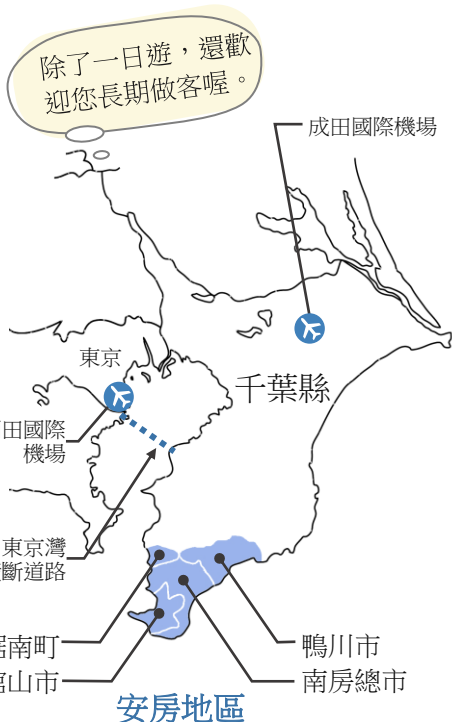 除了一日遊，還歡
迎您長期做客喔。
成田國際機場
東京
千葉縣
田國際
機場
東京灣
斷道路
南町
山市
鴨川市
南房總市
安房地區